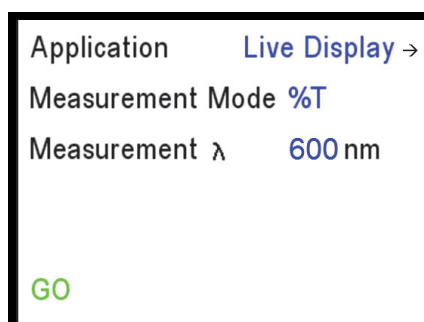 Application Live Display →
Measurement Mode %T
Measurement λ 600 nm
GO